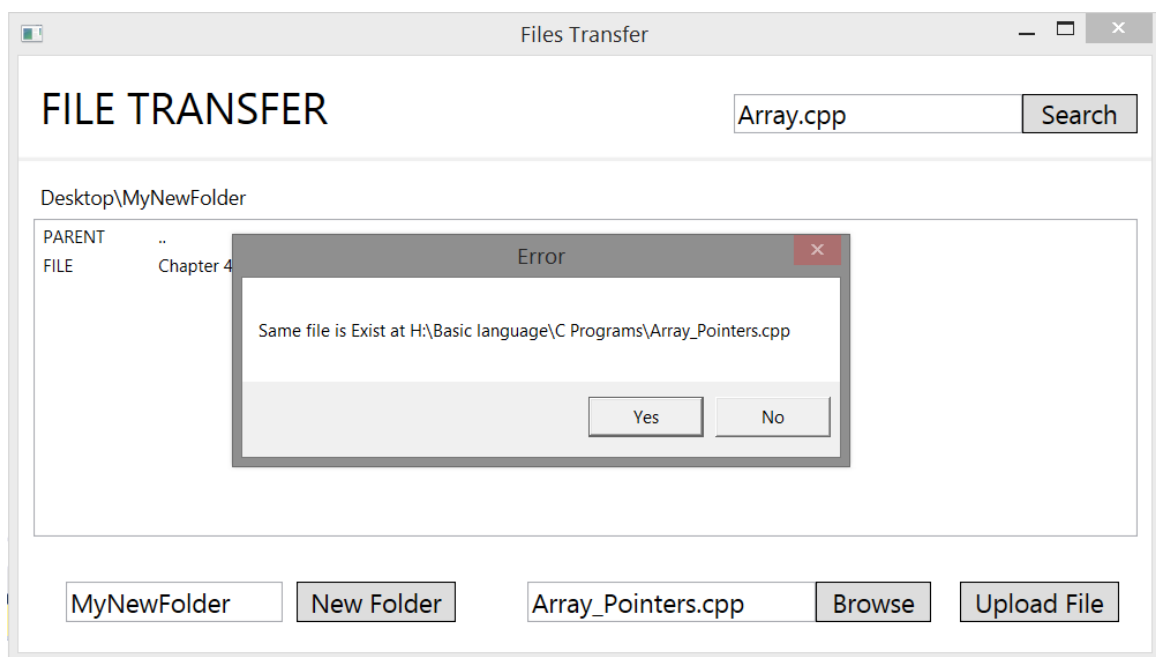 Files Transfer
FILE TRANSFER
Array.cpp Search
Desktop\MyNewFolder
PARENT ..
FILE Chapter 4
Error
Same file is Exist at H:\Basic language\C Programs\Array_Pointers.cpp
Yes No
MyNewFolder New Folder Array_Pointers.cpp Browse Upload File